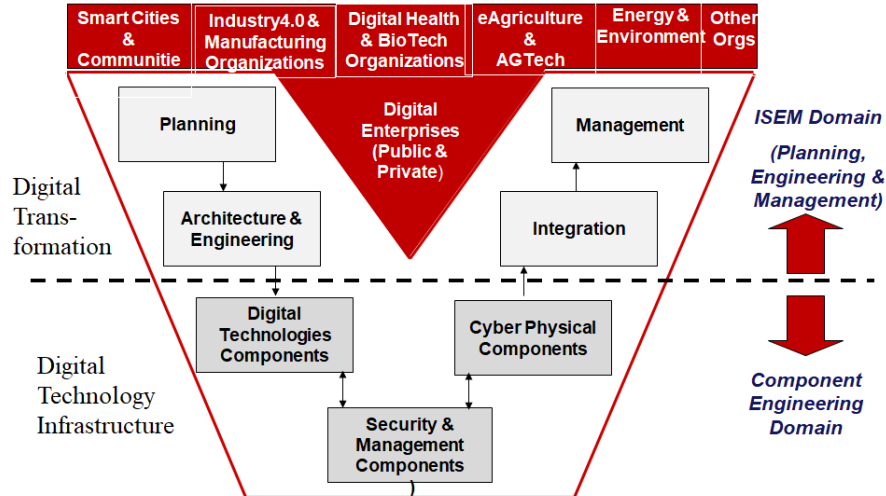 Smart Cities
&
Communitie
Industry4.0 &
Manufacturing
Organizations
Digital Health
& BioTech
Organizations
eAgriculture
&
AGTech
Energy &
Environment
Other
Orgs
Digital
Enterprises
(Public &
Private)
Planning
Management
ISEM Domain
(Planning,
Engineering &
Management)
Digital
Trans-
formation
Architecture &
Engineering
Integration
Digital
Technologies
Components
Cyber Physical
Components
Digital
Technology
Infrastructure
Security &
Management
Components
)
Component
Engineering
Domain